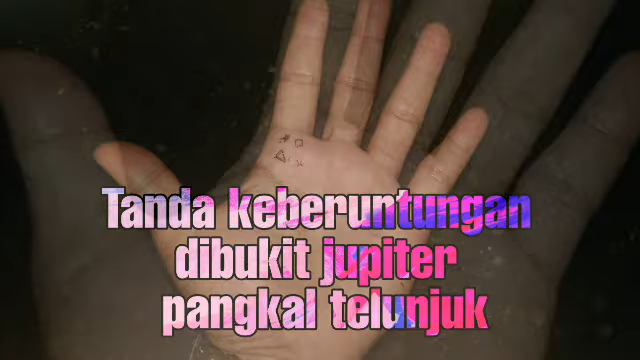 Tanda keberuntungan
dibukit jupiter
pangkal telunjuk